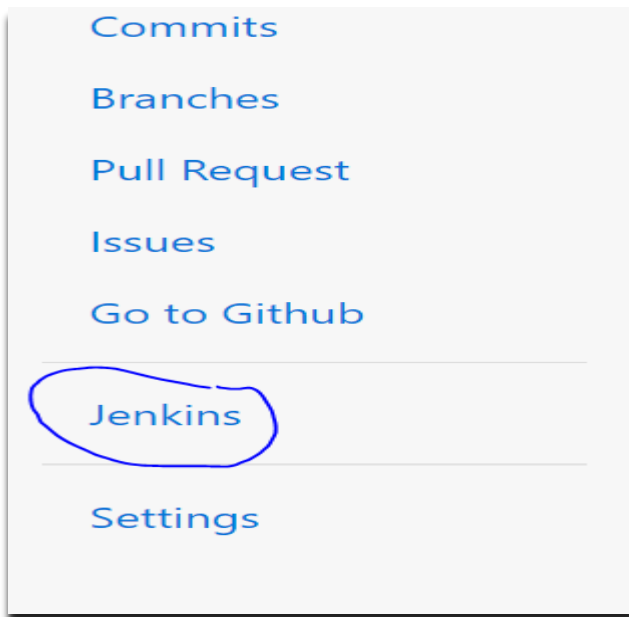 Commits
Branches
Pull Request
Issues
Go to Github
Jenkins
Settings